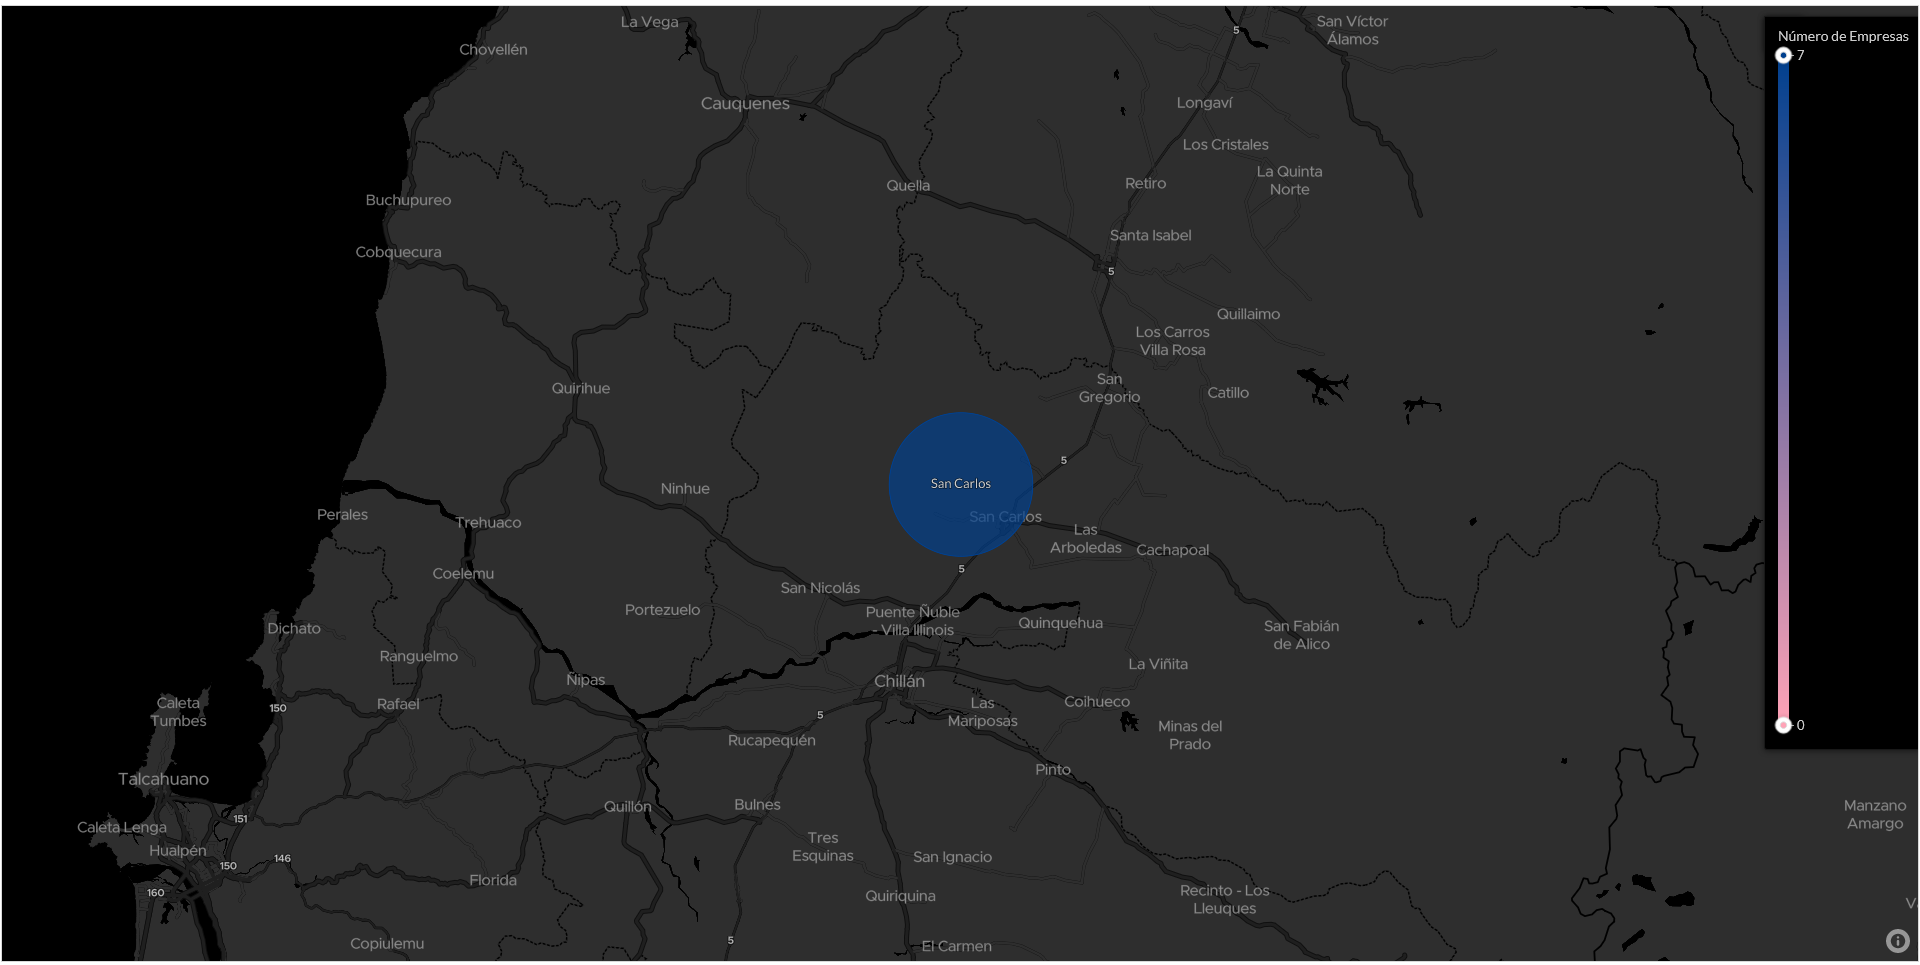 La Vega
San Víctor
Álamos
5
Chovellén
Número de Empresas
7
Cauquenes
Longaví
Los Cristales
La Quinta
Norte
Quella
Retiro
Buchupureo
Santa Isabel
Cobquecura
5
Quillaimo
Los Carros
Villa Rosa
Quirihue
San
Gregorio
Catillo
5
San Carlos
Ninhue
Perales
Trehuaco
San Carlos
Las
Arboledas
Cachapoal
5
Coelemu
San Nicolás
Portezuelo
Puente Ñuble
- Villa Illinois
Quinquehua
San Fabián
de Alico
Dichato
Ranguelmo
La Viñita
Ñipas
Chillán
Coihueco
Caleta
Tumbes
150
Rafael
5
Las
Mariposas
Minas del
Prado
0
Rucapequén
Pinto
Talcahuano
Quillón
Bulnes
Manzano
Amargo
151
Caleta Lenga
Tres
Esquinas
Hualpén
150
146
San Ignacio
160
Florida
Quiriquina
Recinto - Los
Lleuques
Copiulemu
5
El Carmen